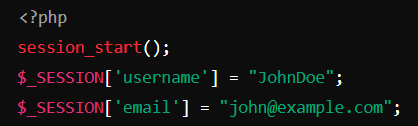 <?php
session_start();
$_SESSION['username'] = "JohnDoe";
$_SESSION['email'] = "john@example.com";